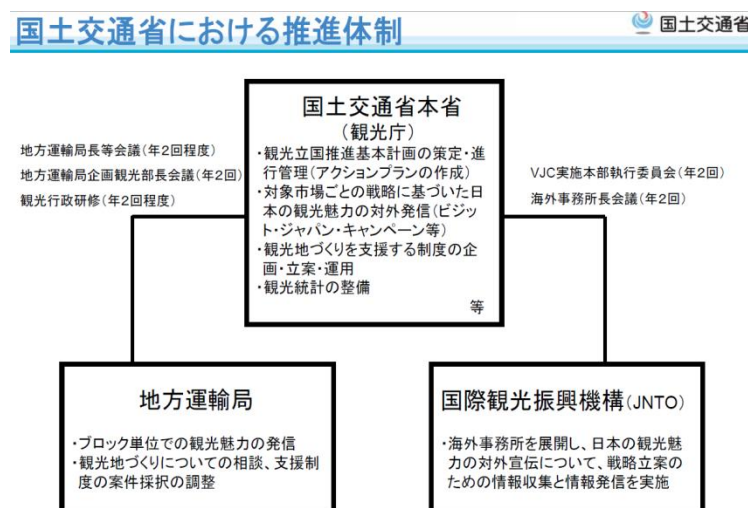 国土交通省における推進体制
国土交通省
国土交通省本省
(観光庁)
・観光立国推進基本計画の策定・進
行管理(アクションプランの作成)
・対象市場ごとの戦略に基づいた日
本の観光魅力の対外発信(ビジッ
ト・ジャパン・キャンペーン等)
・観光地づくりを支援する制度の企
画・立案・運用
・観光統計の整備
等
地方運輸局長等会議(年2回程度)
地方運輸局企画観光部長会議(年2回)
観光行政研修(年2回程度)
VJC実施本部執行委員会(年2回)
海外事務所長会議(年2回)
地方運輸局
・ブロック単位での観光魅力の発信
・観光地づくりについての相談、支援制
度の案件採択の調整
国際観光振興機構(JNTO)
・海外事務所を展開し、日本の観光魅
力の対外宣伝について、戦略立案の
ための情報収集と情報発信を実施